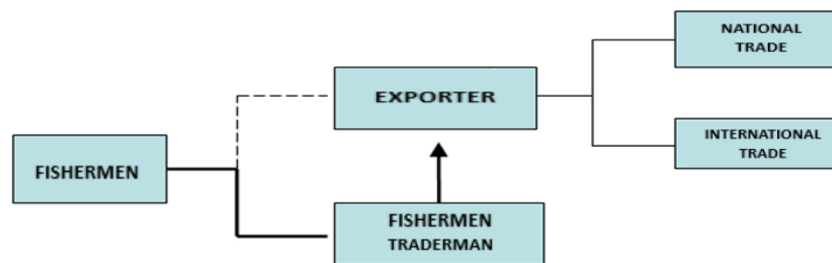 NATIONAL
TRADE
EXPORTER
INTERNATIONAL
TRADE
FISHERMEN
FISHERMEN
TRADERMAN